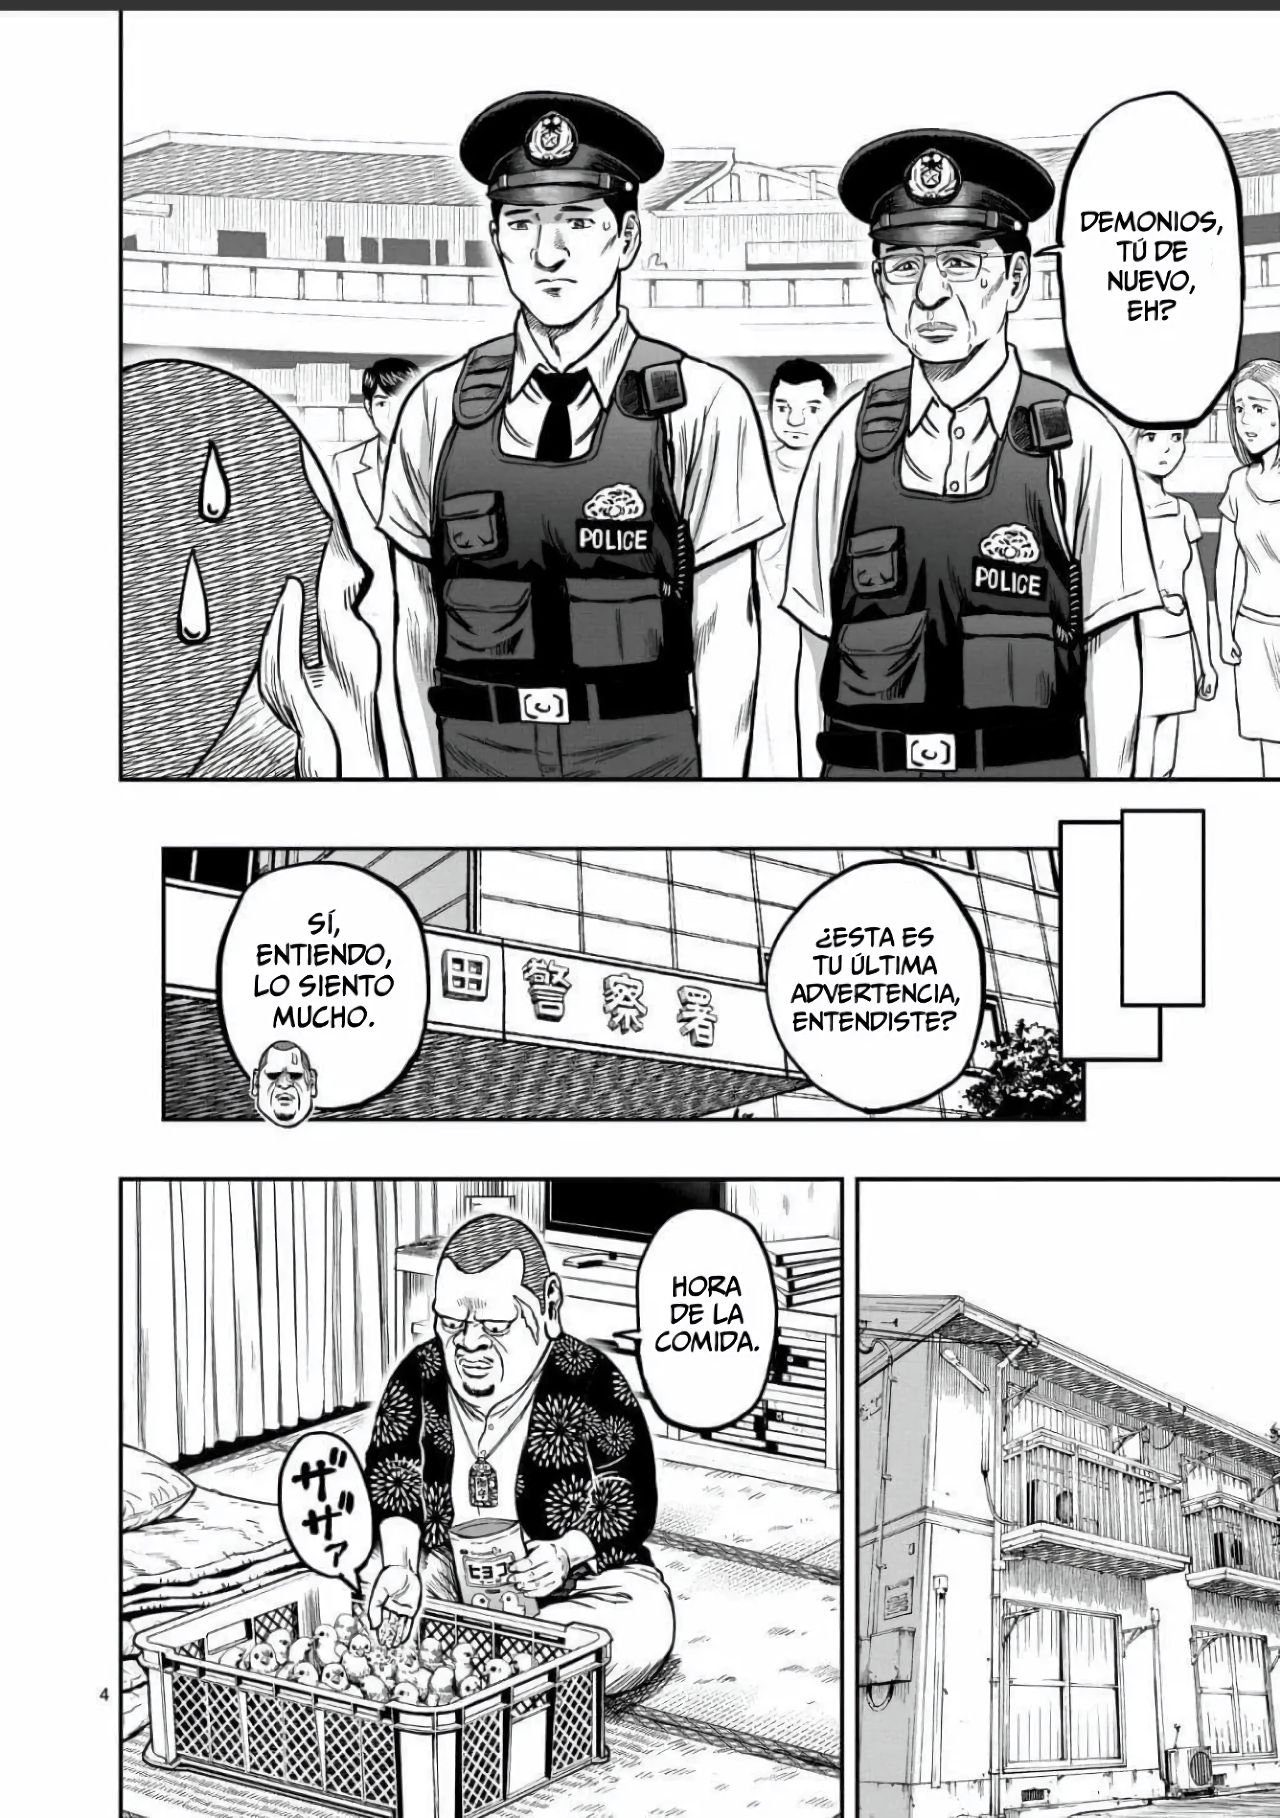 DEMONIOS,
TÚ DE
NUEVO,
EH?
POLICE
POLICE
¿ESTA ES
TU ÚLTIMA
ADVERTENCIA,
ENTENDISTE?
田警察署
SÍ,
ENTIENDO,
LO SIENTO
MUCHO.
HORA
DE LA
COMIDA.
ザザァ
ヒヨコ
4